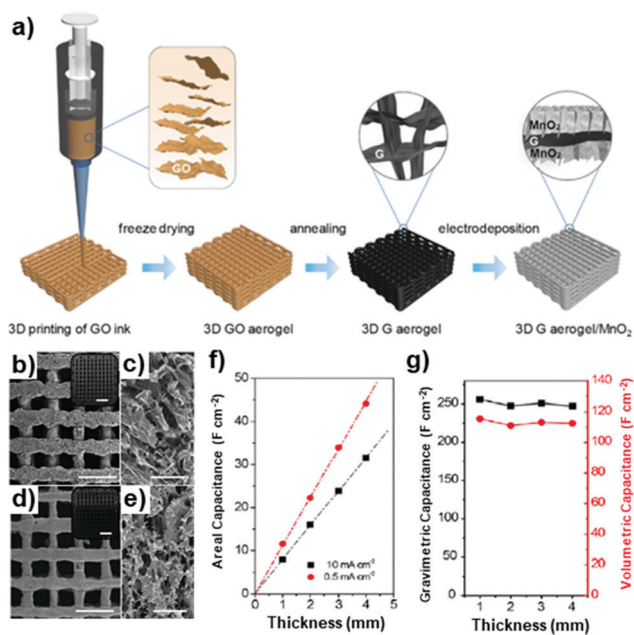 a)
GO
G
MnO₂
G
MnO₂
freeze drying
annealing
electrodeposition
3D printing of GO ink
3D GO aerogel
3D G aerogel
3D G aerogel/MnO₂
b)
c)
d)
e)
f)
Areal Capacitance (F cm⁻²)
50
40
30
20
10
0
0 1 2 3 4 5
10 mA cm⁻²
0.5 mA cm⁻²
Thickness (mm)
g)
Gravimetric Capacitance (F cm⁻²)
250
200
150
100
50
0
1 2 3 4
Thickness (mm)
140
120
100
80
60
40
20
0
Volumetric Capacitance (F cm⁻²)